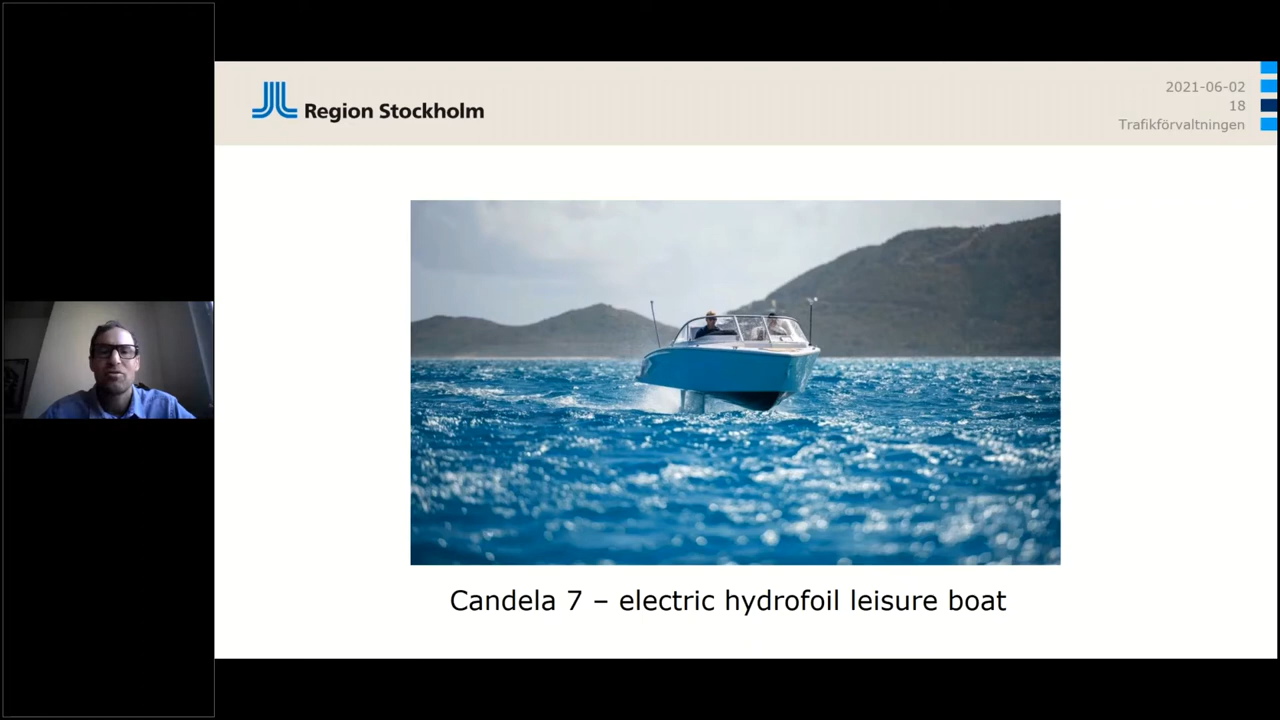 Region Stockholm
2021-06-02
18
Trafikförvaltningen
Candela 7 – electric hydrofoil leisure boat